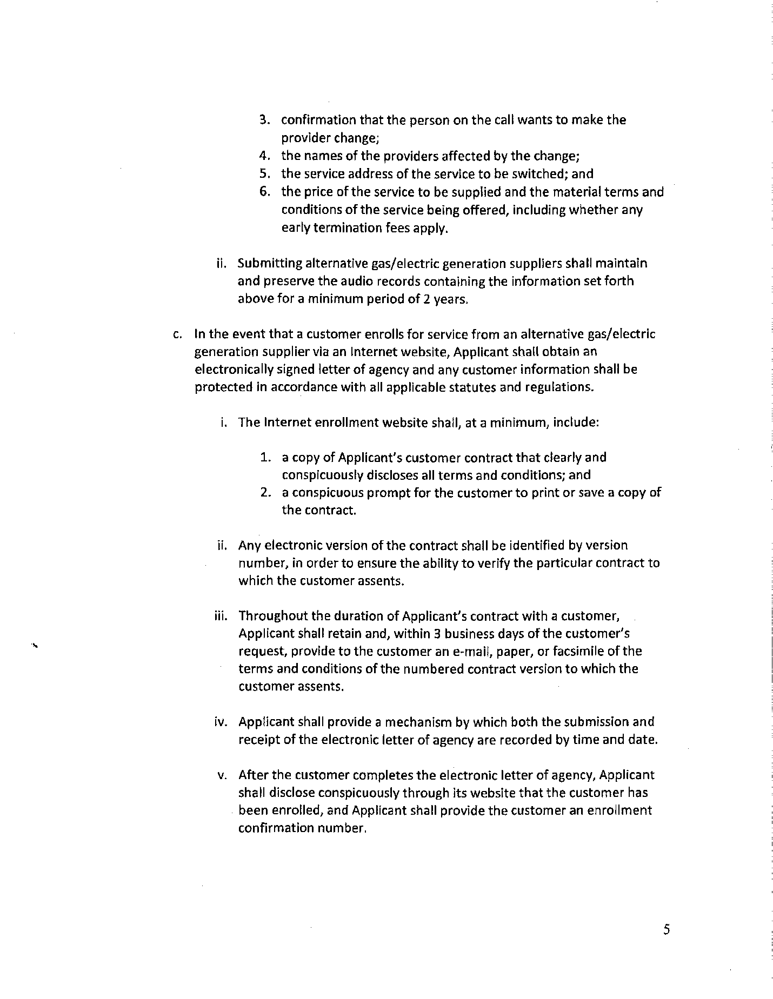 3. confirmation that the person on the call wants to make the
provider change;
4. the names of the providers affected by the change;
5. the service address of the service to be switched; and
6. the price of the service to be supplied and the material terms and
conditions of the service being offered, including whether any
early termination fees apply.
ii. Submitting alternative gas/electric generation suppliers shall maintain
and preserve the audio records containing the information set forth
above for a minimum period of 2 years.
c. In the event that a customer enrolls for service from an alternative gas/electric
generation supplier via an Internet website, Applicant shall obtain an
electronically signed letter of agency and any customer information shall be
protected in accordance with all applicable statutes and regulations.
i. The Internet enrollment website shall, at a minimum, include:
1. a copy of Applicant's customer contract that clearly and
conspicuously discloses all terms and conditions; and
2. a conspicuous prompt for the customer to print or save a copy of
the contract.
ii. Any electronic version of the contract shall be identified by version
number, in order to ensure the ability to verify the particular contract to
which the customer assents.
iii. Throughout the duration of Applicant's contract with a customer,
Applicant shall retain and, within 3 business days of the customer's
request, provide to the customer an e-mail, paper, or facsimile of the
terms and conditions of the numbered contract version to which the
customer assents.
iv. Applicant shall provide a mechanism by which both the submission and
receipt of the electronic letter of agency are recorded by time and date.
v. After the customer completes the electronic letter of agency, Applicant
shall disclose conspicuously through its website that the customer has
been enrolled, and Applicant shall provide the customer an enrollment
confirmation number.
5